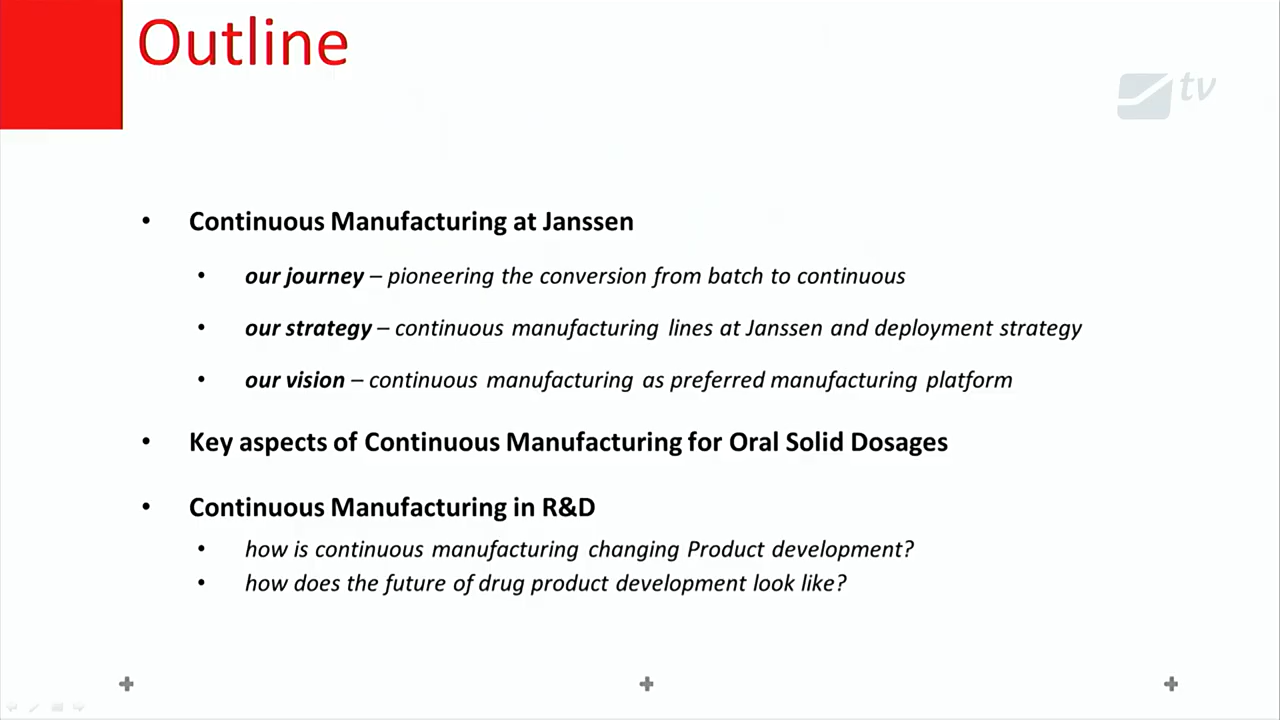 Outline
tv
• Continuous Manufacturing at Janssen
• our journey – pioneering the conversion from batch to continuous
• our strategy – continuous manufacturing lines at Janssen and deployment strategy
• our vision – continuous manufacturing as preferred manufacturing platform
• Key aspects of Continuous Manufacturing for Oral Solid Dosages
• Continuous Manufacturing in R&D
• how is continuous manufacturing changing Product development?
• how does the future of drug product development look like?